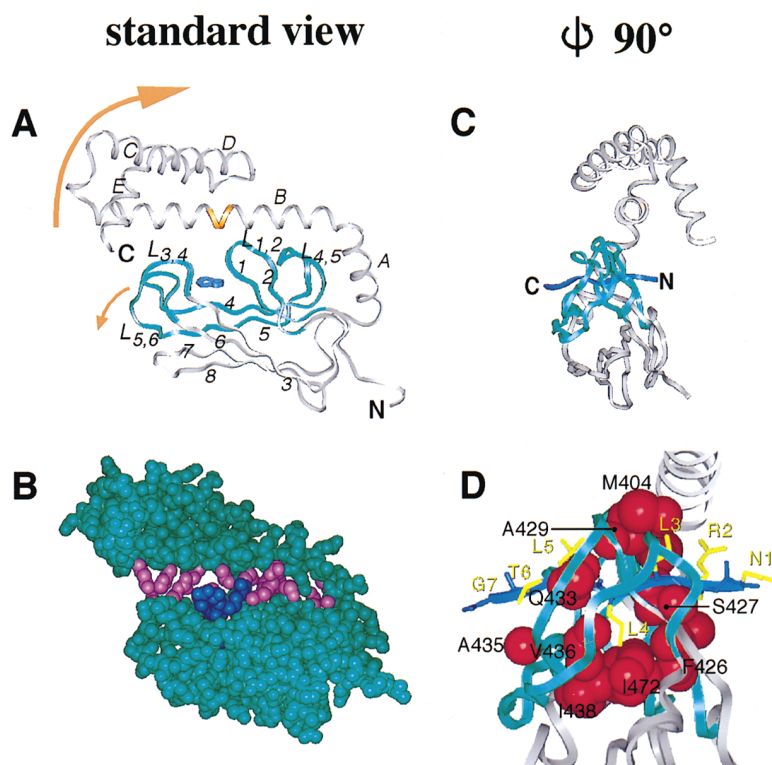 standard view
90°
A
C
D
E
B
A
C
L3,4
L1,2
L4,5
1
2
4
5
L5,6
6
7
8
3
N
C
C
N
B
D
M404
A429
L3
R2
L5
N1
T6
G7
Q433
S427
L4
A435
V436
F426
I472
I438